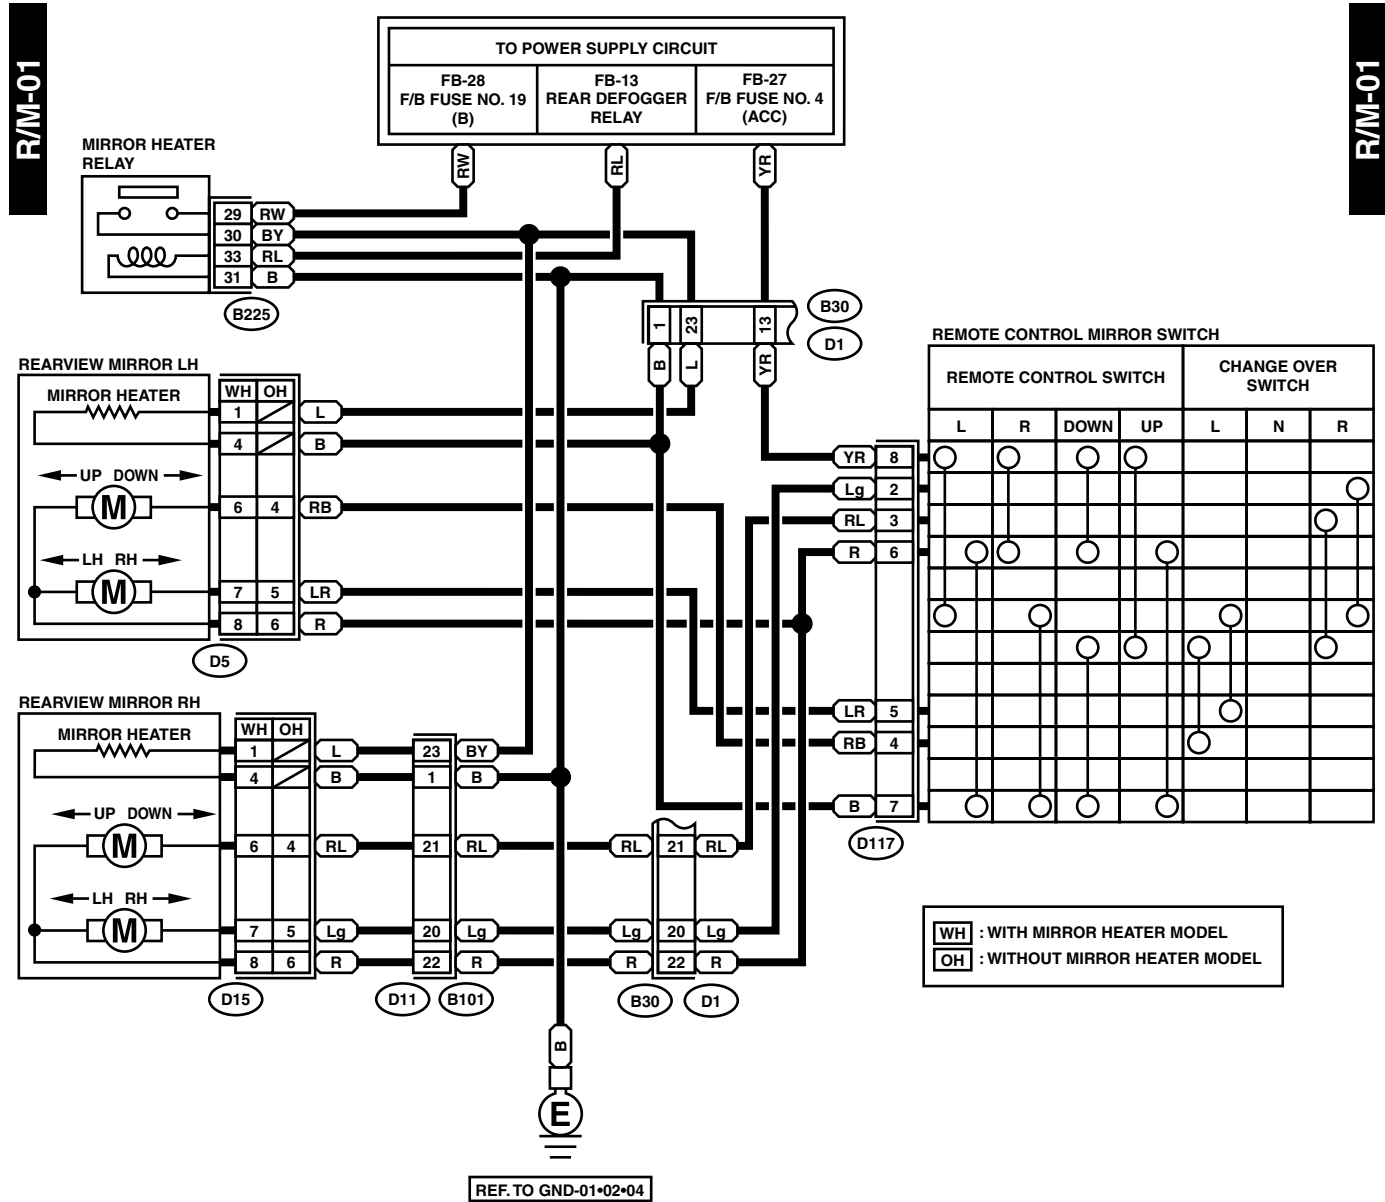 R/M-01
R/M-01
TO POWER SUPPLY CIRCUIT
FB-28
F/B FUSE NO. 19
(B)
FB-13
REAR DEFOGGER
RELAY
FB-27
F/B FUSE NO. 4
(ACC)
RW
RL
YR
MIRROR HEATER
RELAY
29 RW
30 BY
33 RL
31 B
B225
1 23 13
B30
D1
B L YR
REARVIEW MIRROR LH
MIRROR HEATER
WH OH
1 L
4 B
UP DOWN
M
6 4 RB
LH RH
M
7 5 LR
8 6 R
D5
REMOTE CONTROL MIRROR SWITCH
REMOTE CONTROL SWITCH
CHANGE OVER
SWITCH
L R DOWN UP L N R
YR 8
Lg 2
RL 3
R 6
LR 5
RB 4
B 7
D117
REARVIEW MIRROR RH
MIRROR HEATER
WH OH
1 L 23 BY
4 B 1 B
UP DOWN
M
6 4 RL 21 RL RL 21 RL
LH RH
M
7 5 Lg 20 Lg Lg 20 Lg
8 6 R 22 R R 22 R
D15 D11 B101 B30 D1
WH : WITH MIRROR HEATER MODEL
OH : WITHOUT MIRROR HEATER MODEL
B
E
REF. TO GND-01•02•04